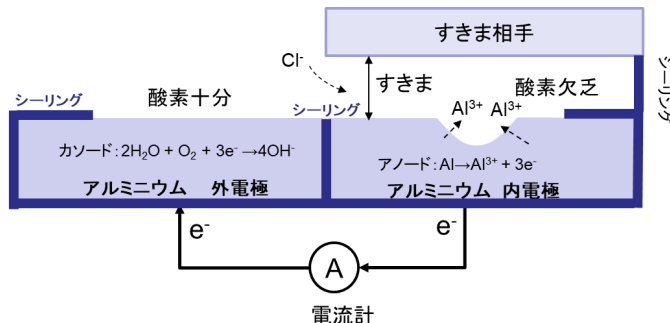 すきま相手
Cl⁻
すきま
シーリング
酸素十分
シーリング
酸素欠乏
シーリング
Al³⁺ Al³⁺
カソード：2H₂O + O₂ + 3e⁻ →4OH⁻
アノード：Al→Al³⁺ + 3e⁻
アルミニウム 外電極
アルミニウム 内電極
e⁻
e⁻
A
電流計